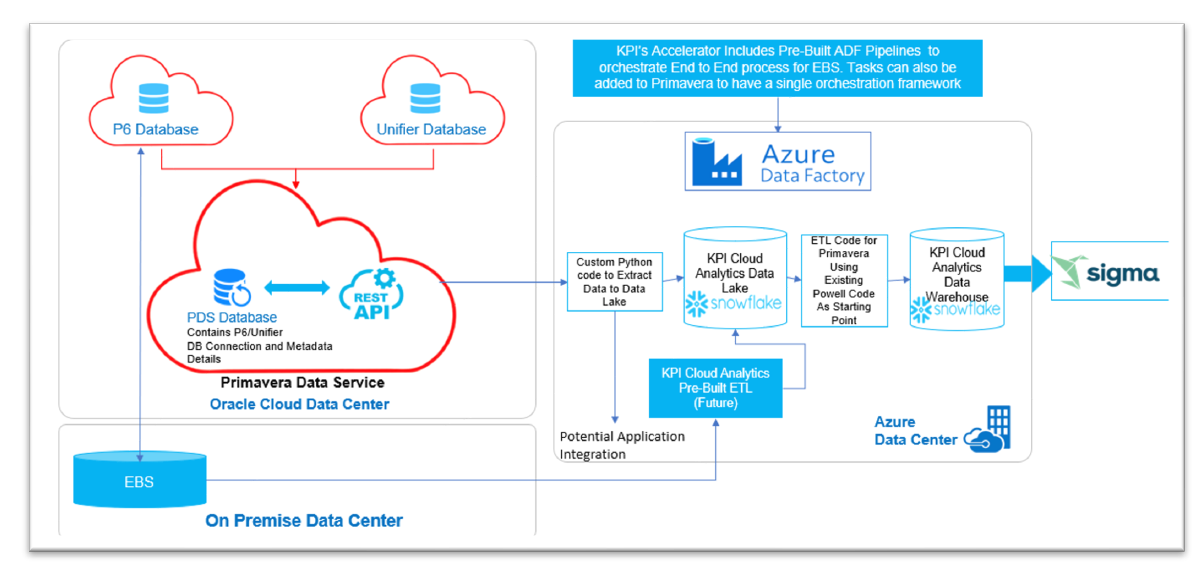 KPI's Accelerator Includes Pre-Built ADF Pipelines to
orchestrate End to End process for EBS. Tasks can also be
added to Primavera to have a single orchestration framework
P6 Database
Unifier Database
Azure
Data Factory
PDS Database
Contains P6/Unifier
DB Connection and Metadata
Details
REST
API
Primavera Data Service
Oracle Cloud Data Center
Custom Python
code to Extract
Data to Data
Lake
KPI Cloud
Analytics Data
Lake
snowflake
ETL Code for
Primavera
Using
Existing
Powell Code
As Starting
Point
KPI Cloud
Analytics
Data
Warehouse
snowflake
sigma
KPI Cloud Analytics
Pre-Built ETL
(Future)
Potential Application
Integration
Azure
Data Center
EBS
On Premise Data Center